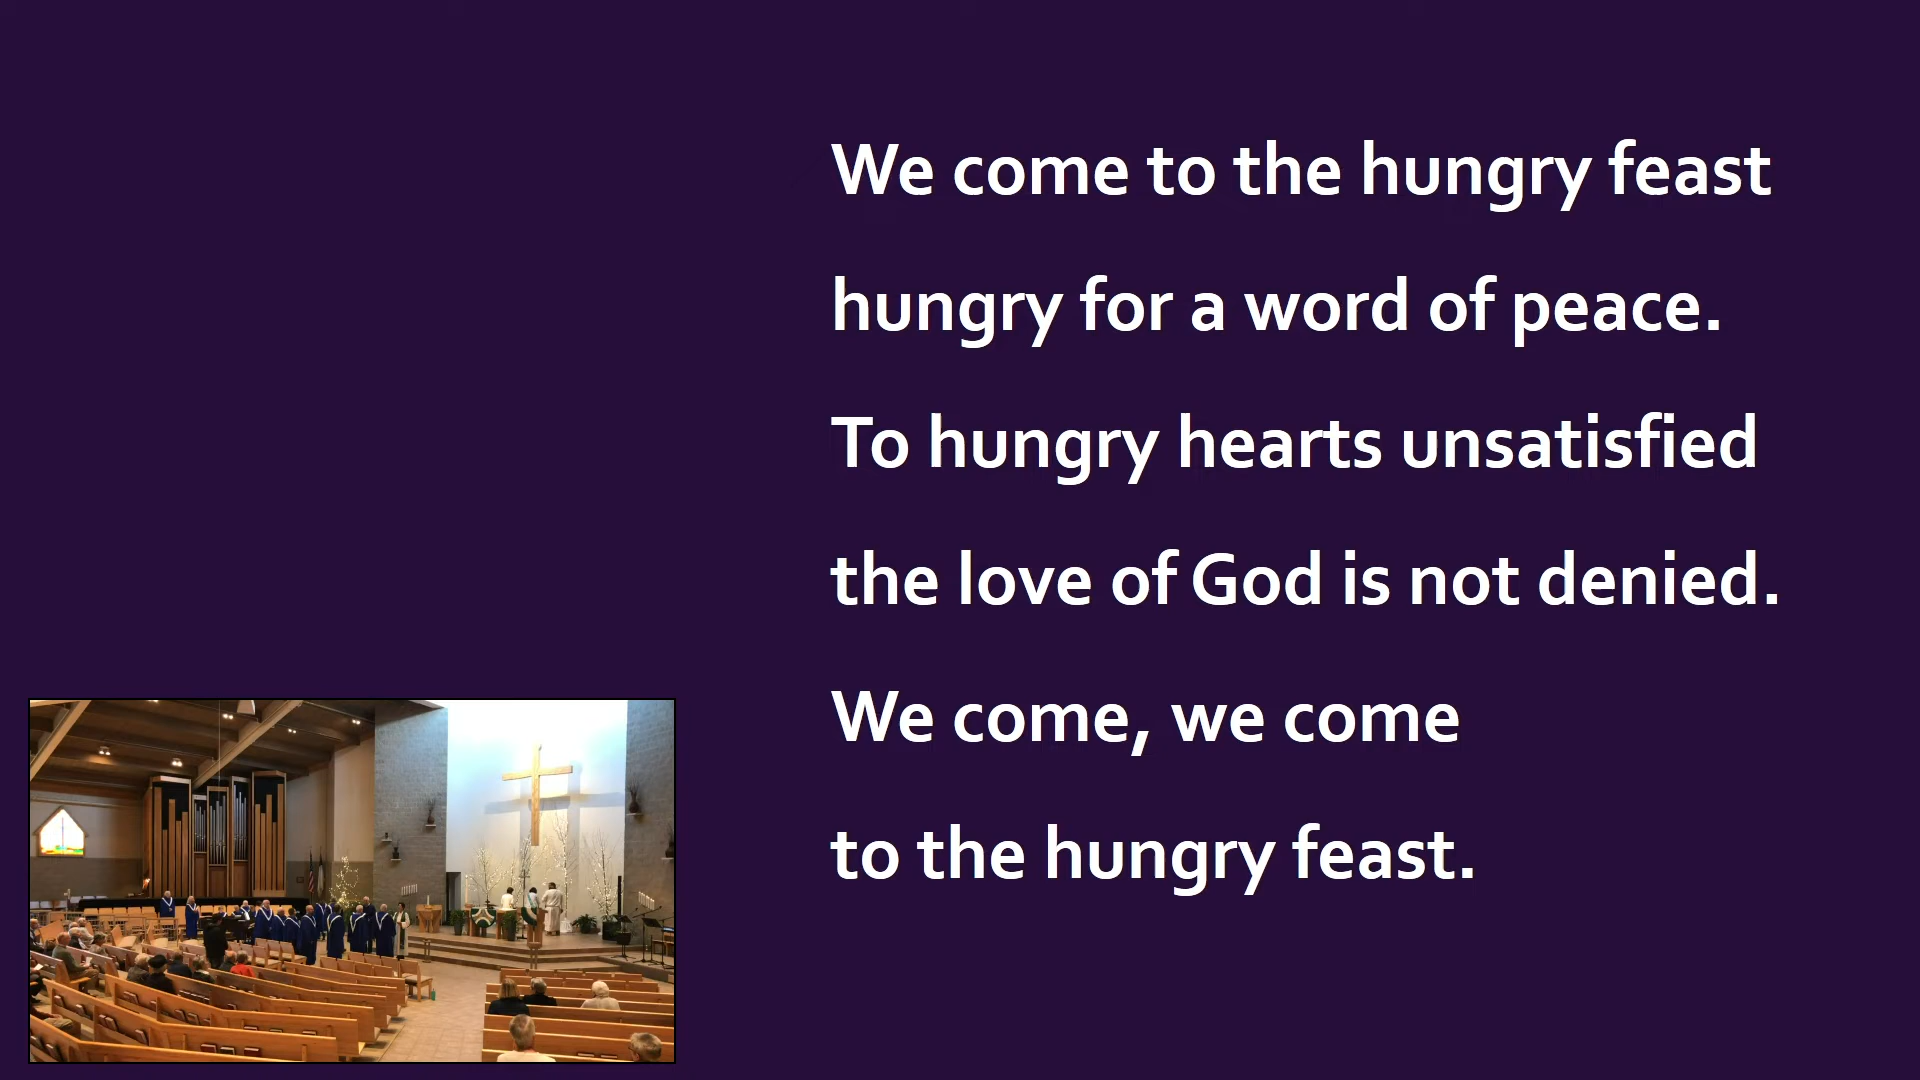 We come to the hungry feast
hungry for a word of peace.
To hungry hearts unsatisfied
the love of God is not denied.
We come, we come
to the hungry feast.